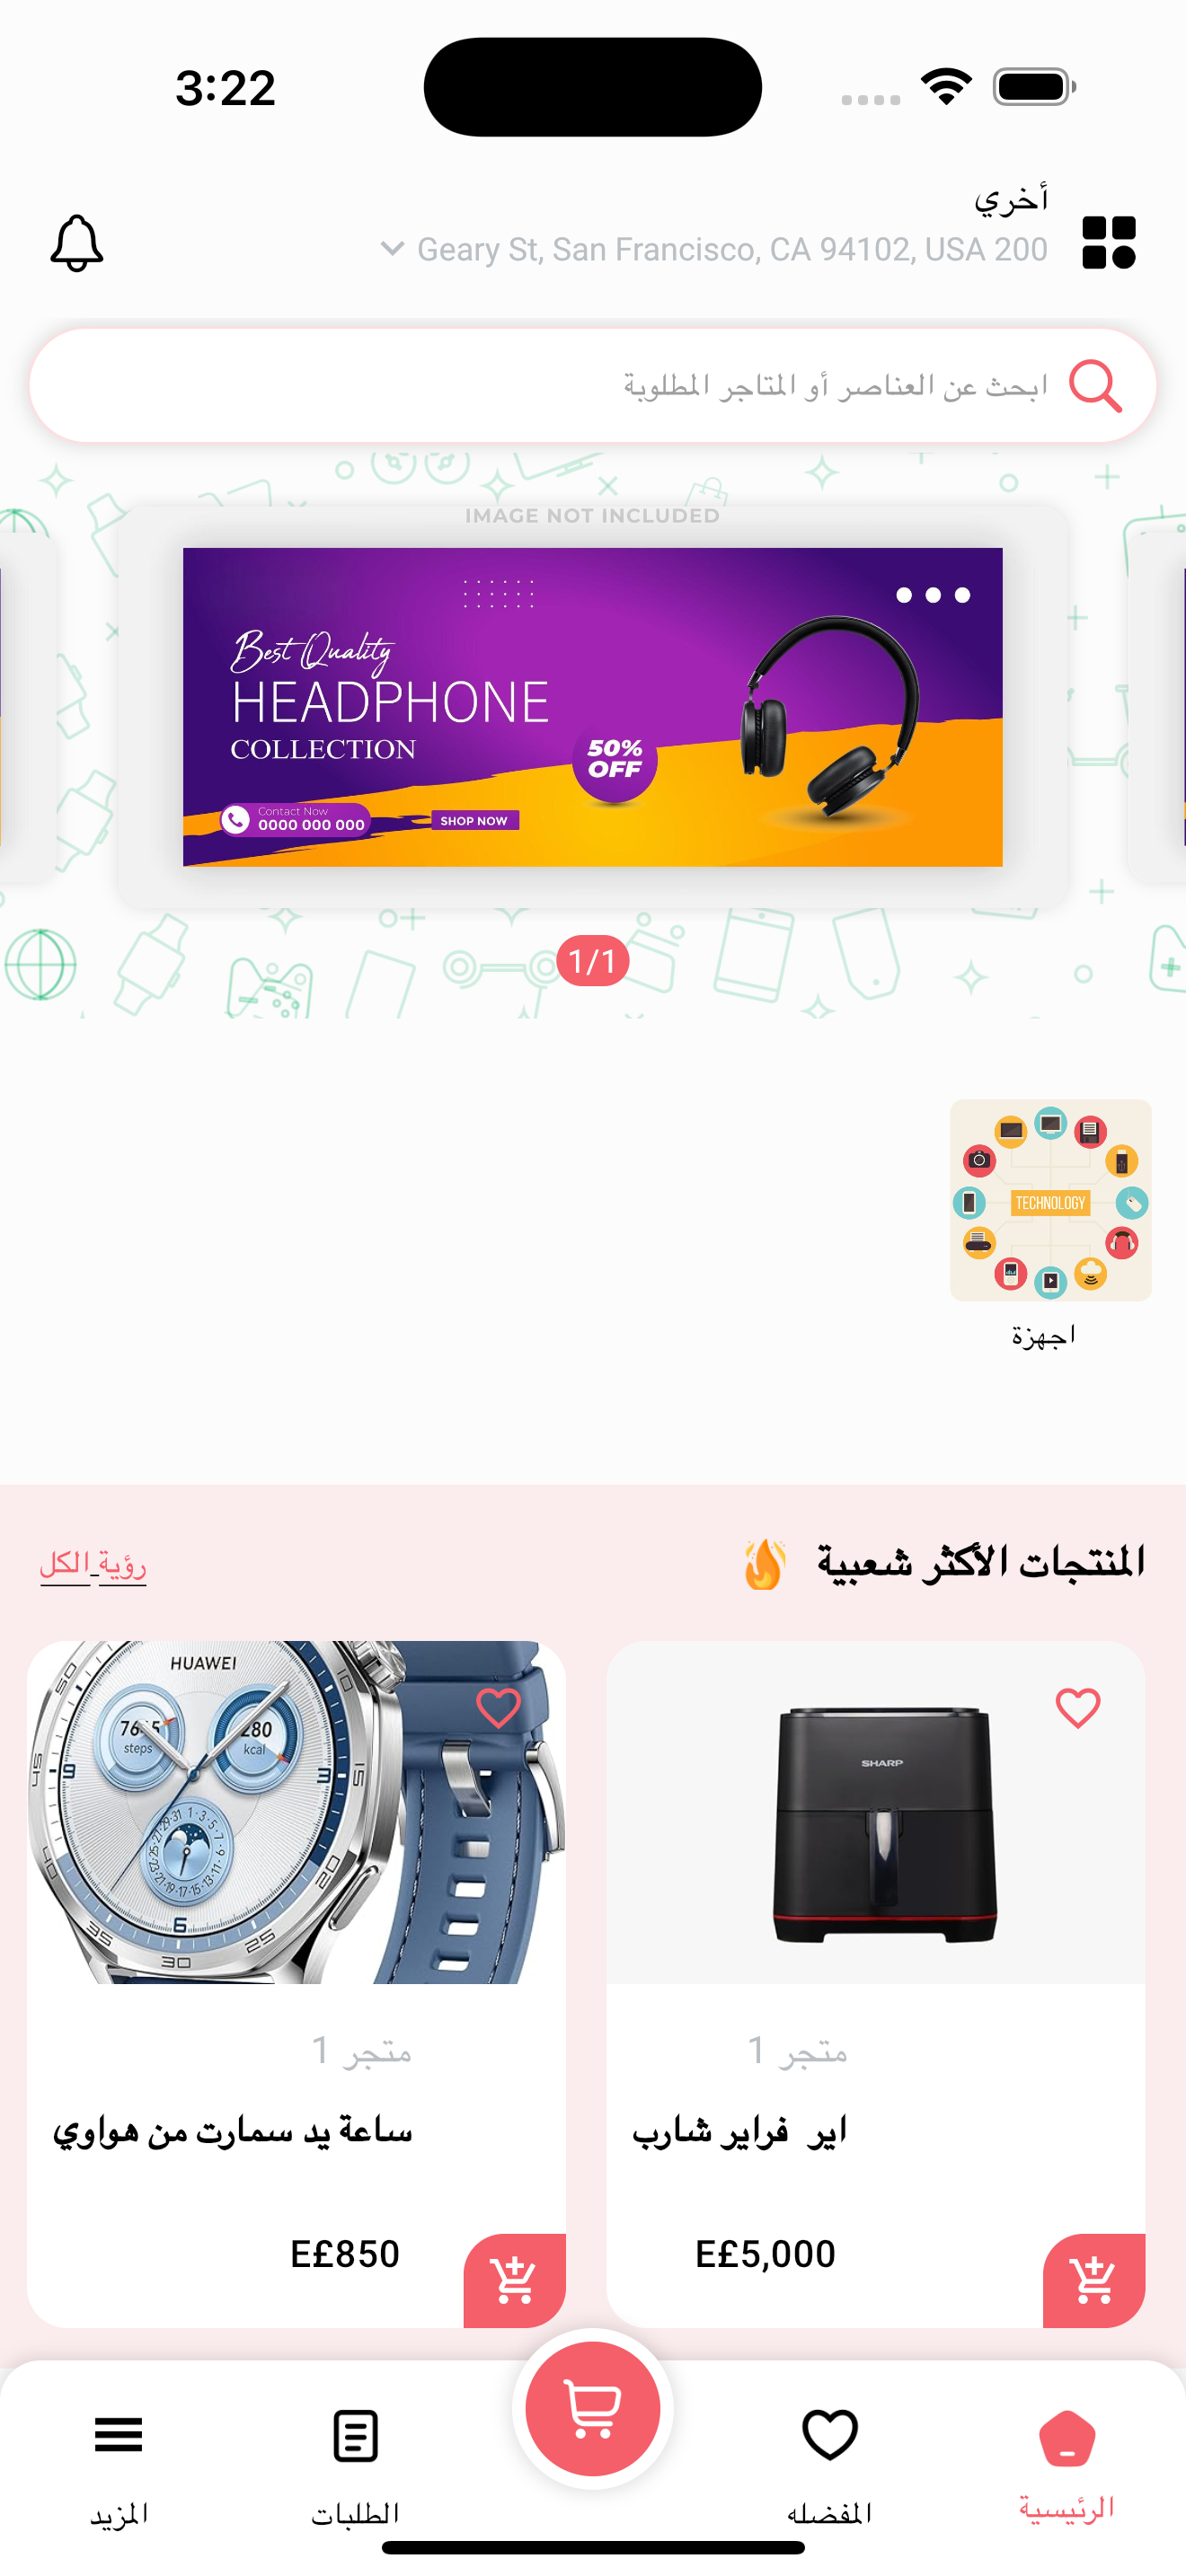 3:22
أخري
Geary St, San Francisco, CA 94102, USA 200
ابحث عن العناصر أو المتاجر المطلوبة
IMAGE NOT INCLUDED
Best Quality
HEADPHONE
COLLECTION
50%
OFF
Contact Now
0000 000 000
SHOP NOW
1/1
TECHNOLOGY
اجهزة
المنتجات الأكثر شعبية
رؤية الكل
SHARP
HUAWEI
280
kcal
steps
متجر 1
اير فراير شارب
E£5,000
متجر 1
ساعة يد سمارت من هواوي
E£850
الرئيسية
المفضله
الطلبات
المزيد